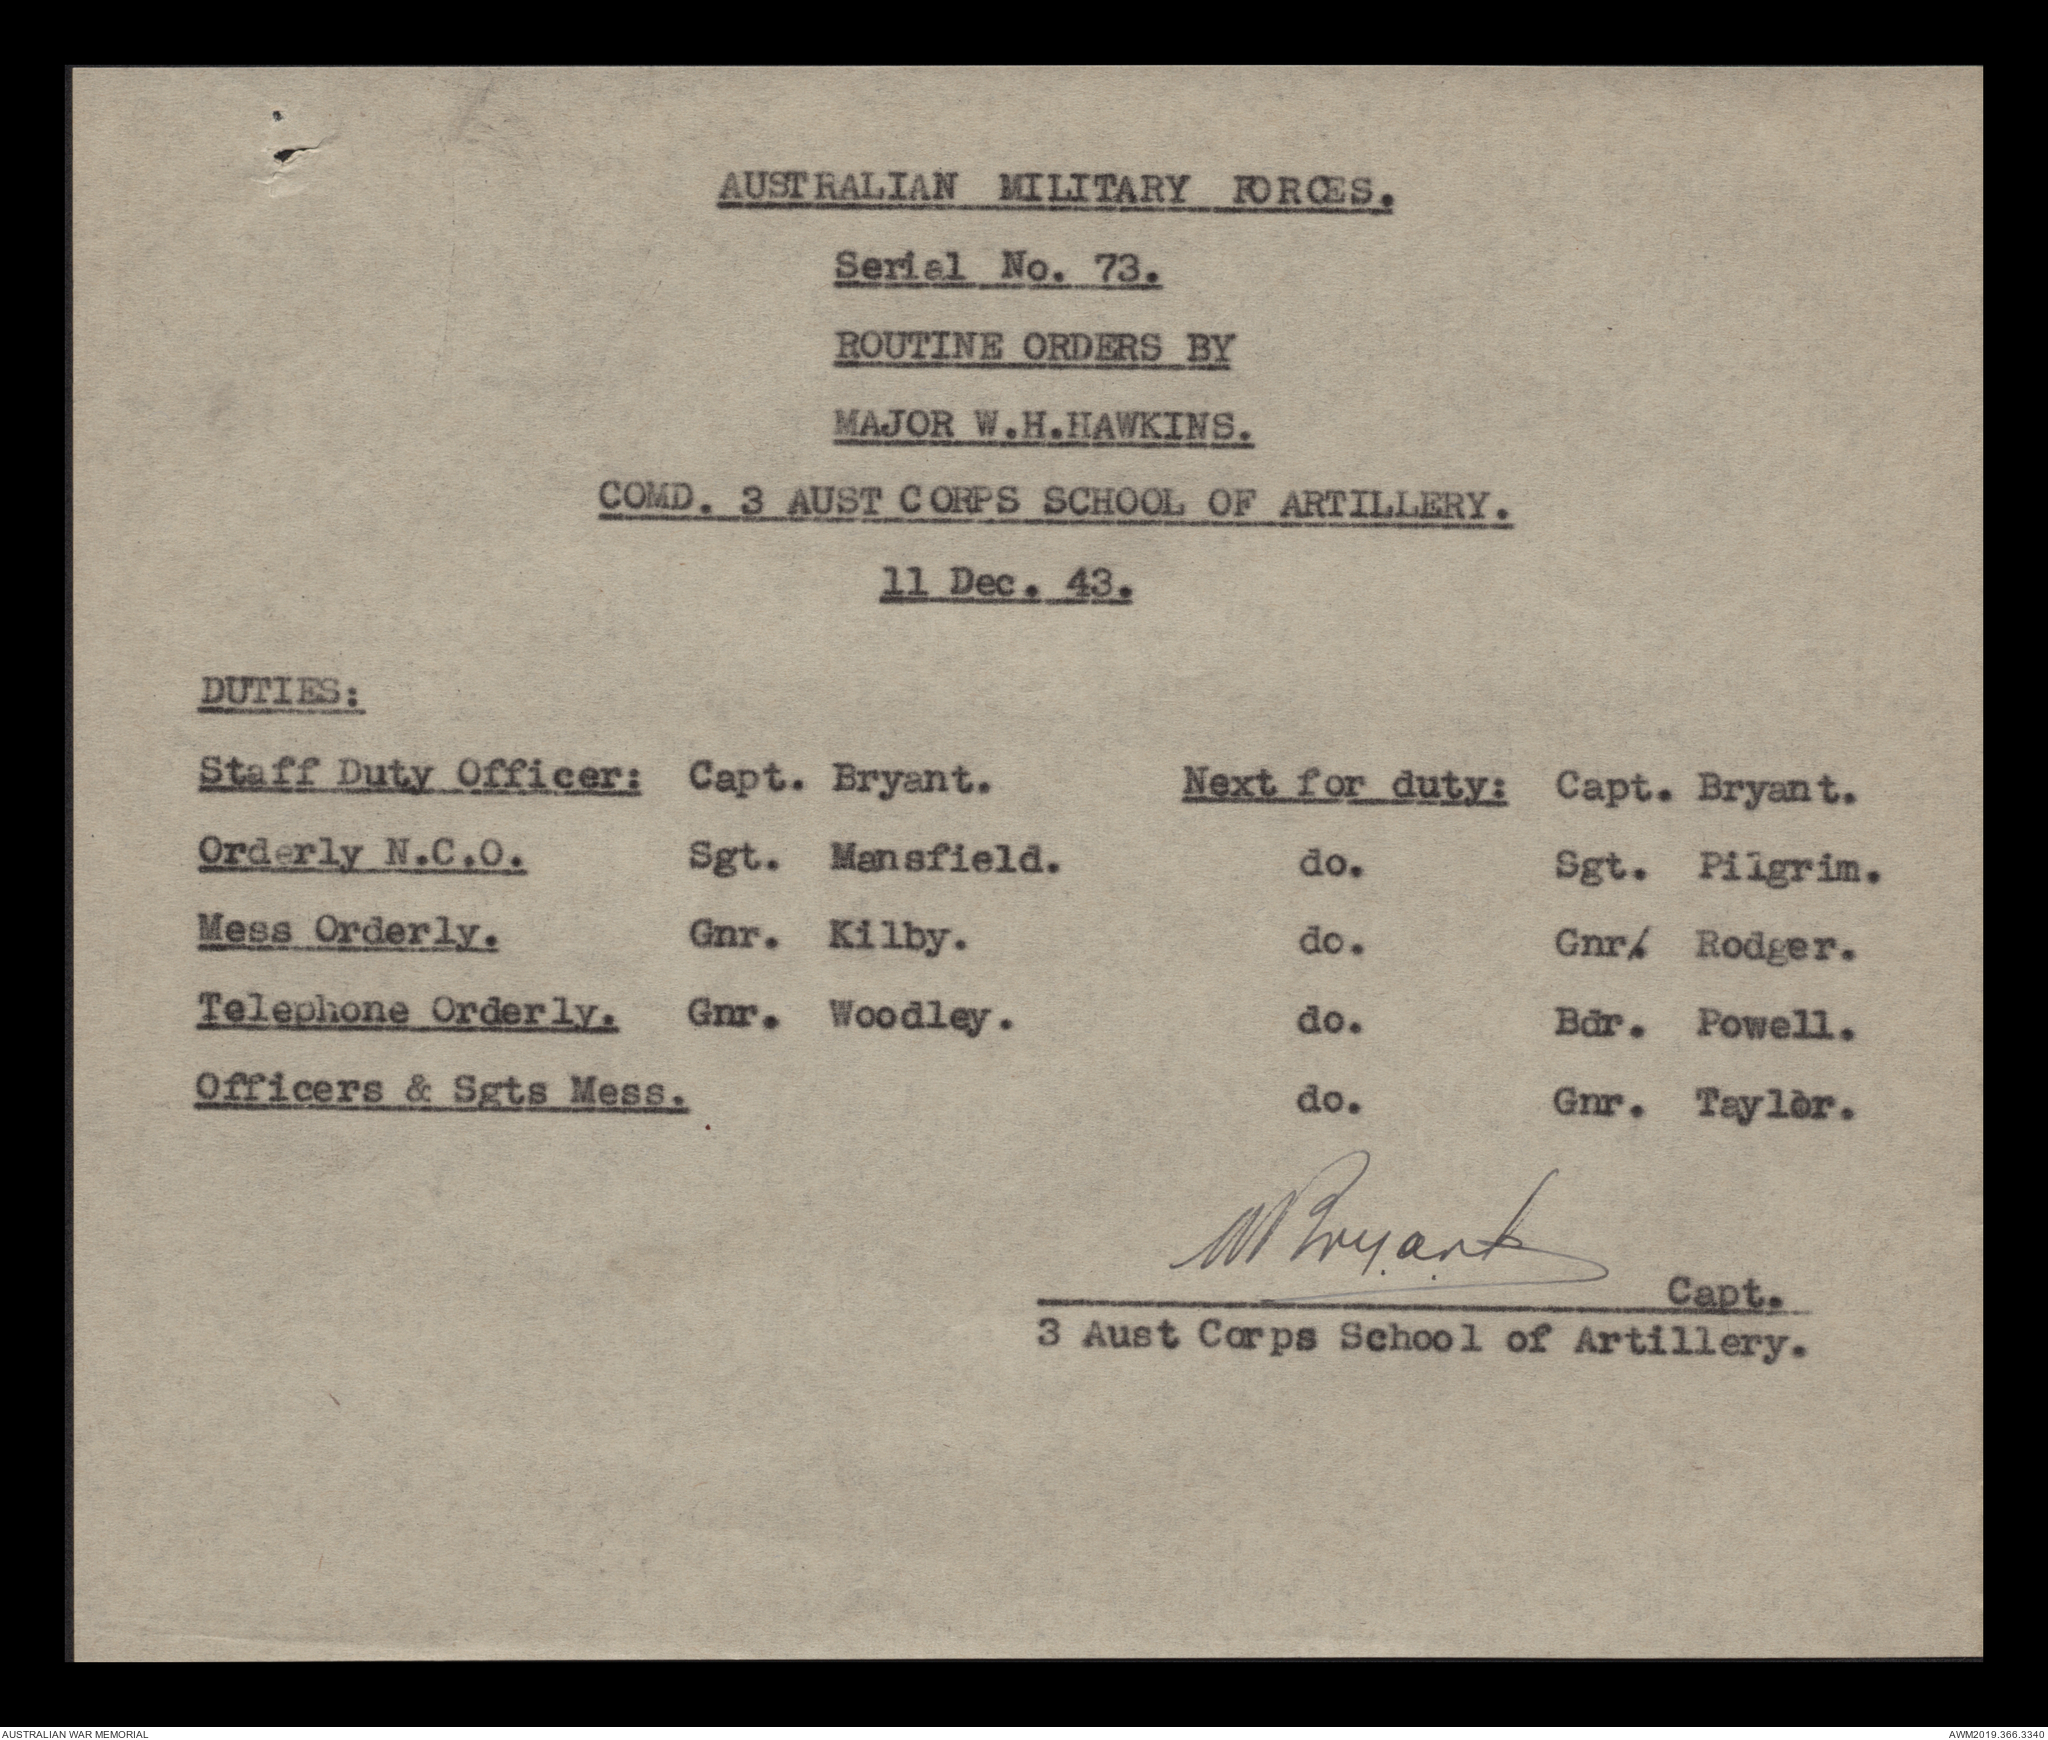 AUSTRALIAN MILITARY FORCES.
Serial No. 73.
ROUTINE ORDERS BY
MAJOR W.H.HAWKINS.
COMD. 3 AUST CORPS SCHOOL OF ARTILLERY.
11 Dec. 43.
DUTIES:
Staff Duty Officer: Capt. Bryant. Next for duty: Capt. Bryant.
Orderly N.C.O. Sgt. Mansfield. do. Sgt. Pilgrim.
Mess Orderly. Gnr. Kilby. do. Gnr. Rodger.
Telephone Orderly. Gnr. Woodley. do. Bdr. Powell.
Officers & Sgts Mess. do. Gnr. Taylor.
Bryant
Capt.
3 Aust Corps School of Artillery.
AUSTRALIAN WAR MEMORIAL AWM2019.366.3340